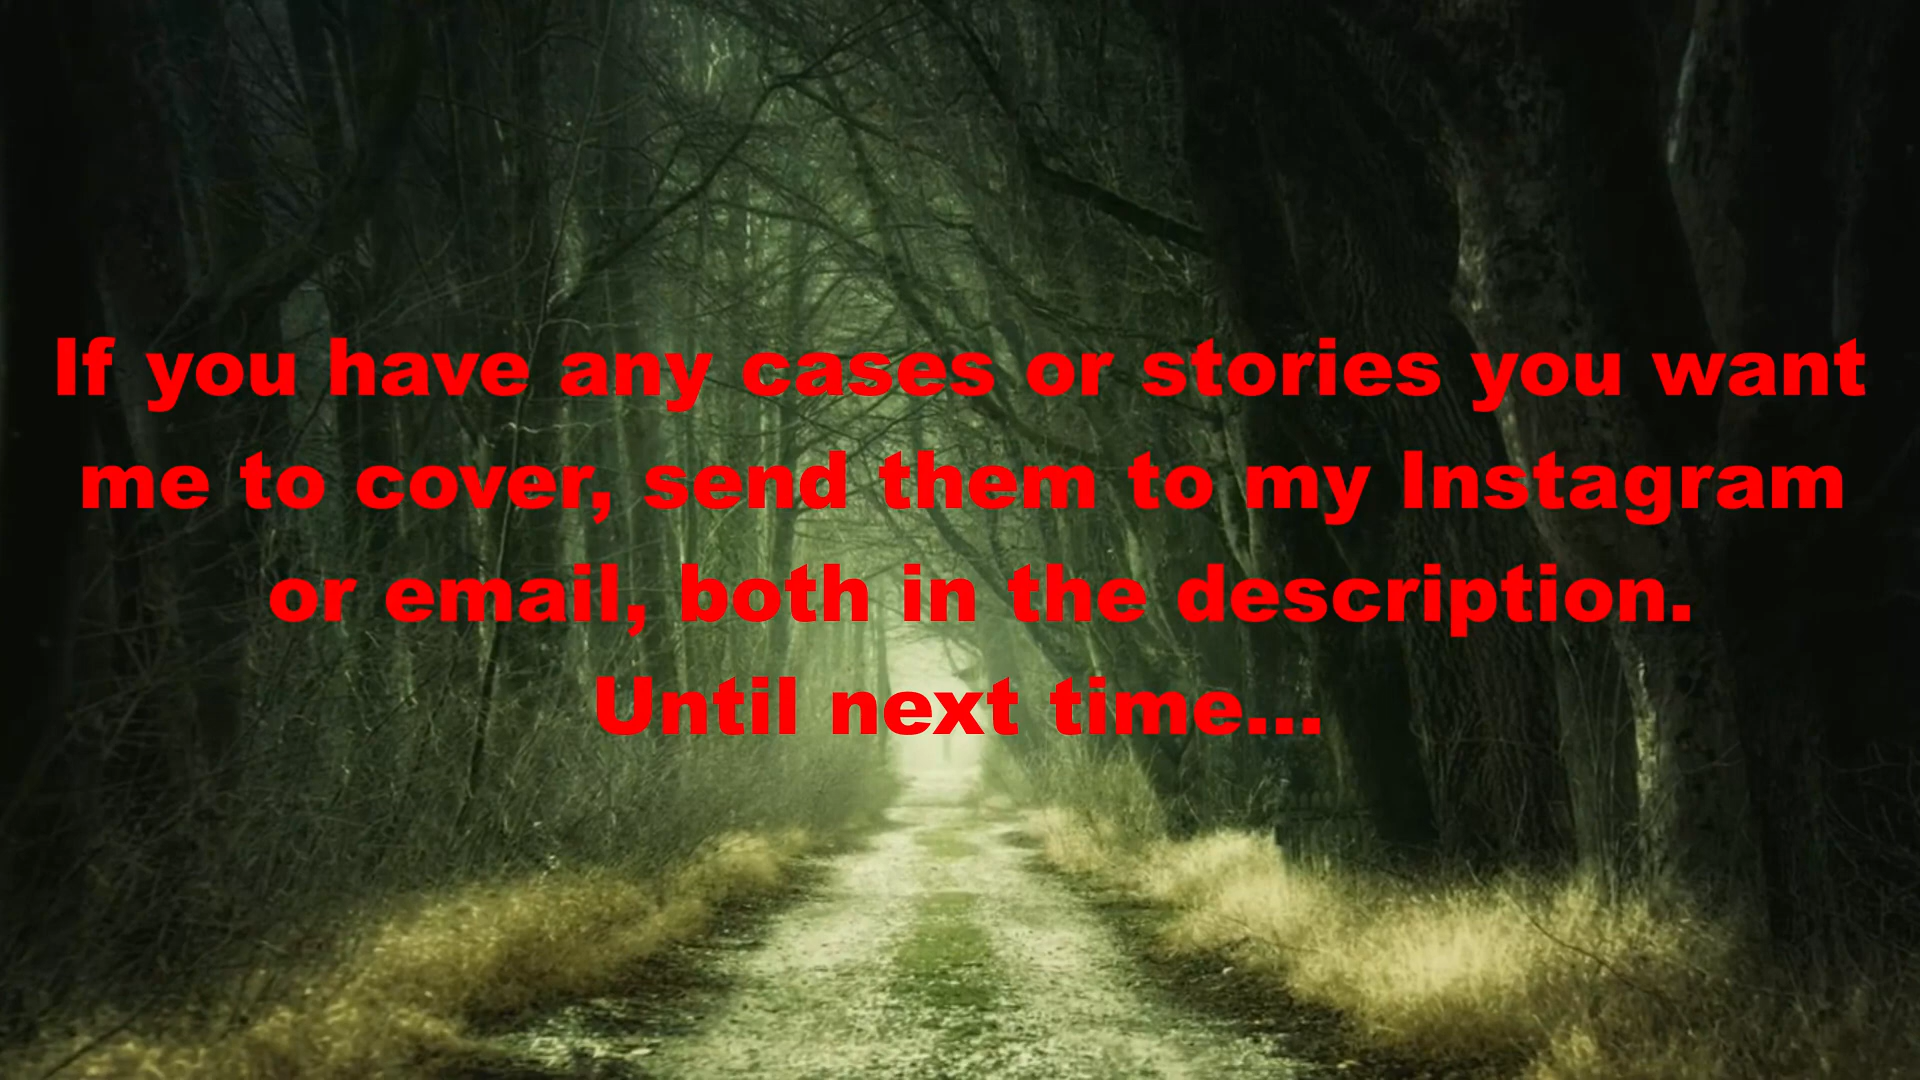 If you have any cases or stories you want
me to cover, send them to my Instagram
or email, both in the description.
Until next time...